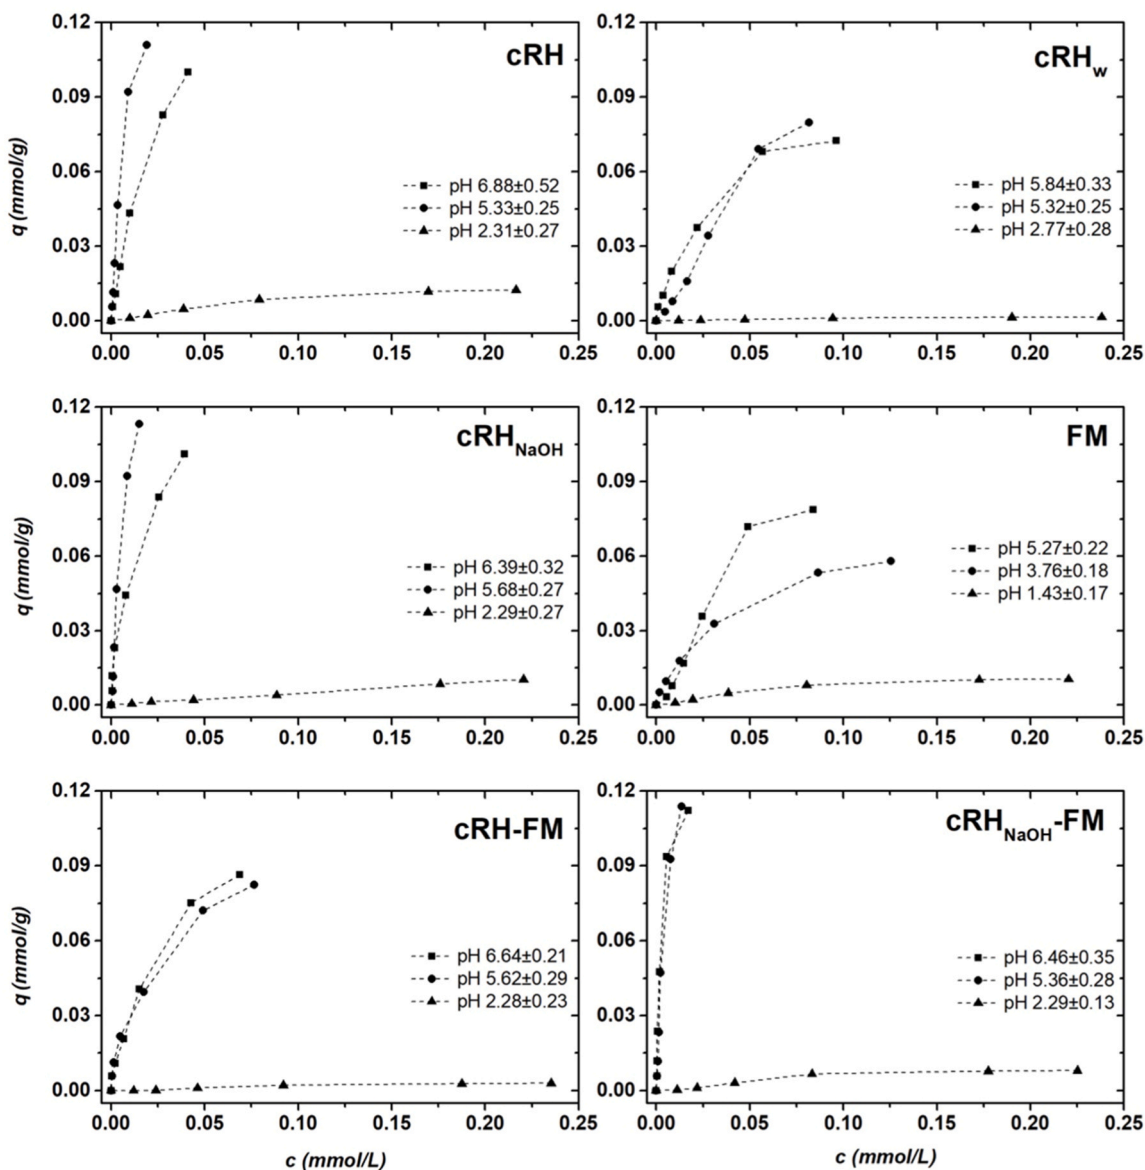 cRH
q (mmol/g)
0.12
0.09
0.06
0.03
0.00
pH 6.88±0.52
pH 5.33±0.25
pH 2.31±0.27
0.00 0.05 0.10 0.15 0.20 0.25
cRHw
0.12
0.09
0.06
0.03
0.00
pH 5.84±0.33
pH 5.32±0.25
pH 2.77±0.28
0.00 0.05 0.10 0.15 0.20 0.25
cRHNaOH
q (mmol/g)
0.12
0.09
0.06
0.03
0.00
pH 6.39±0.32
pH 5.68±0.27
pH 2.29±0.27
0.00 0.05 0.10 0.15 0.20 0.25
FM
0.12
0.09
0.06
0.03
0.00
pH 5.27±0.22
pH 3.76±0.18
pH 1.43±0.17
0.00 0.05 0.10 0.15 0.20 0.25
cRH-FM
q (mmol/g)
0.12
0.09
0.06
0.03
0.00
pH 6.64±0.21
pH 5.62±0.29
pH 2.28±0.23
0.00 0.05 0.10 0.15 0.20 0.25
c (mmol/L)
cRHNaOH-FM
0.12
0.09
0.06
0.03
0.00
pH 6.46±0.35
pH 5.36±0.28
pH 2.29±0.13
0.00 0.05 0.10 0.15 0.20 0.25
c (mmol/L)